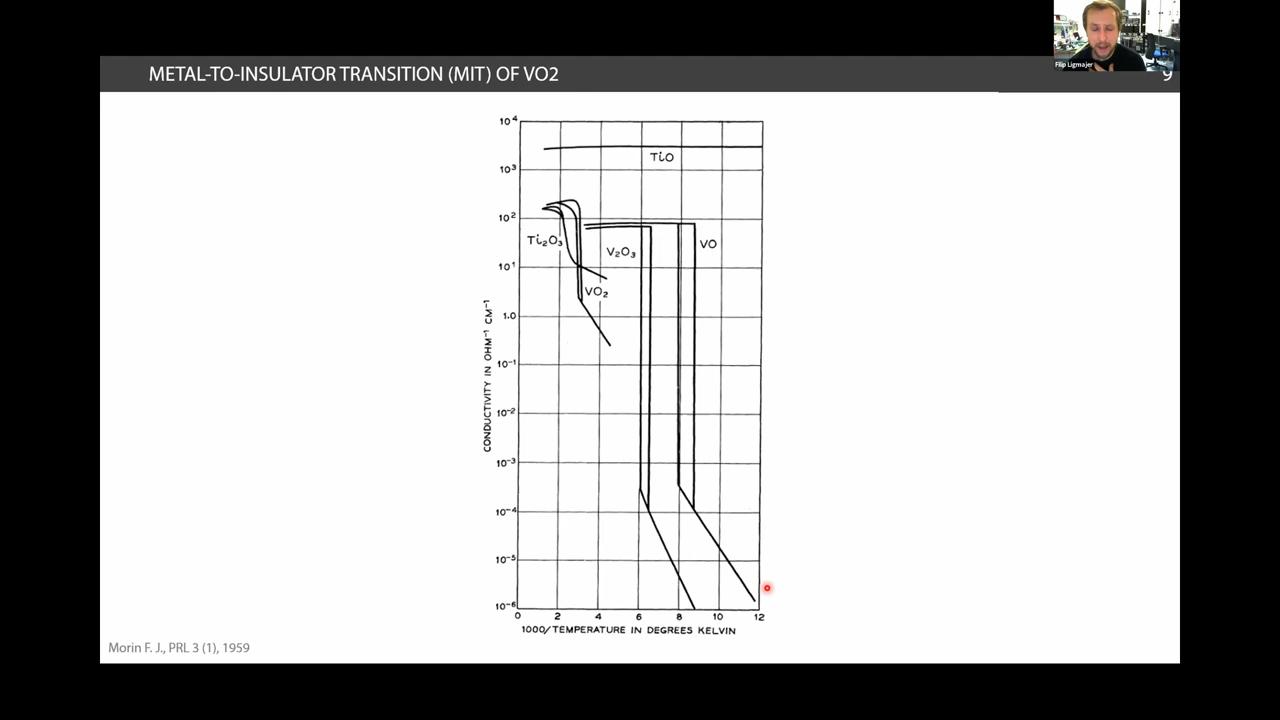 Filip Ligmajer
METAL-TO-INSULATOR TRANSITION (MIT) OF VO2
9
10⁴
10³
10²
10¹
1.0
10⁻¹
10⁻²
10⁻³
10⁻⁴
10⁻⁵
10⁻⁶
CONDUCTIVITY IN OHM⁻¹ CM⁻¹
TiO
Ti₂O₃
V₂O₃
VO
VO₂
0 2 4 6 8 10 12
1000/TEMPERATURE IN DEGREES KELVIN
Morin F. J., PRL 3 (1), 1959